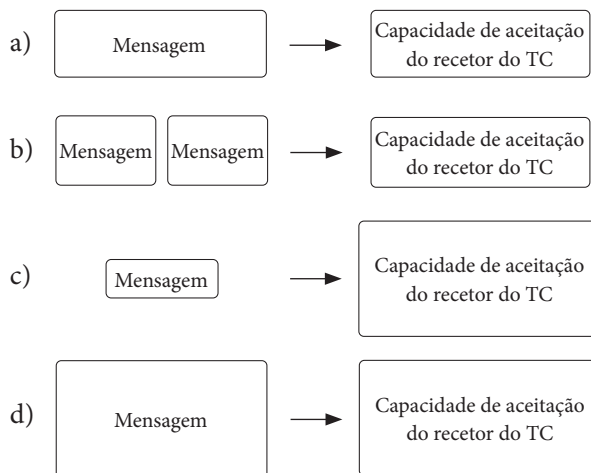 a)
Mensagem
Capacidade de aceitação
do recetor do TC
b)
Mensagem
Mensagem
Capacidade de aceitação
do recetor do TC
c)
Mensagem
Capacidade de aceitação
do recetor do TC
d)
Mensagem
Capacidade de aceitação
do recetor do TC